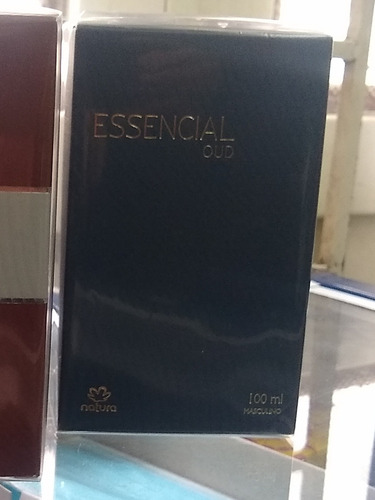 ESSENCIAL
OUD
natura
100 ml
MASCULINO